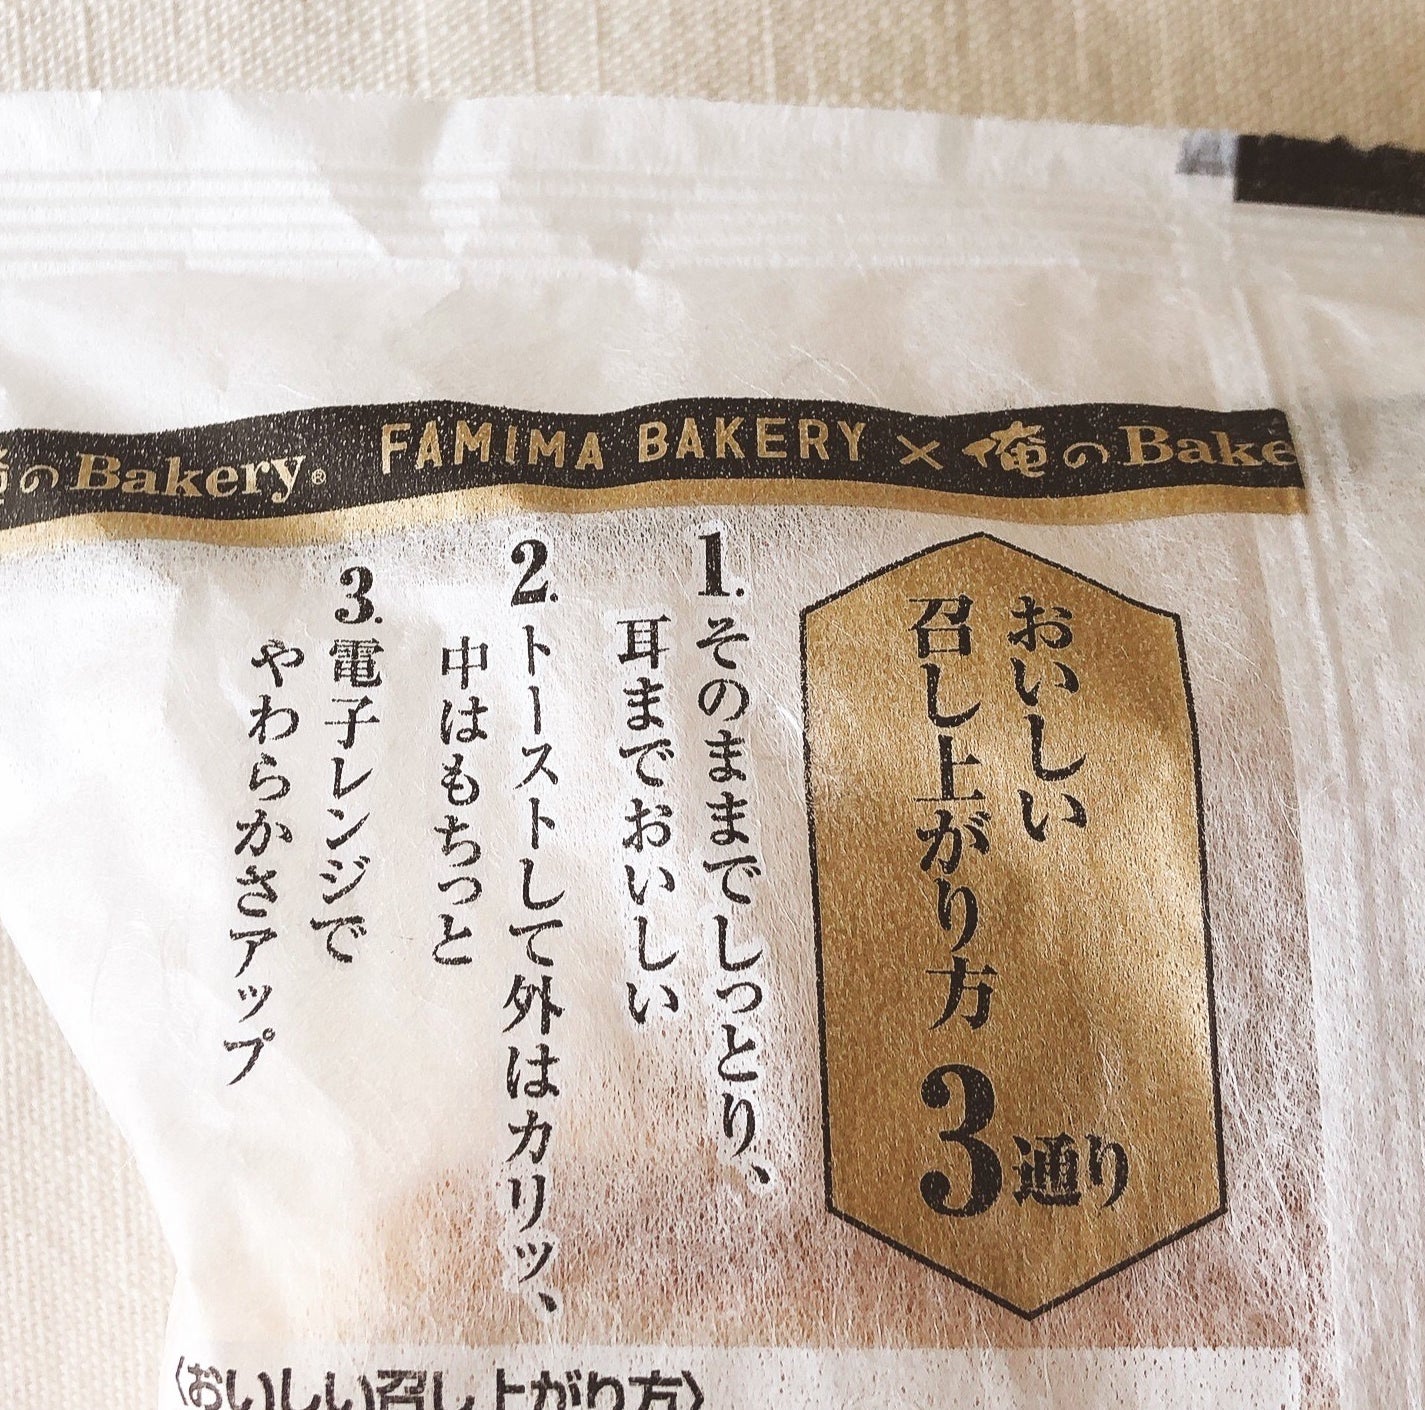 のBakery® FAMIMA BAKERY × 俺のBake
おいしい
召し上がり方
3通り
1.そのままでしっとり、
耳までおいしい
2.トーストして外はカリッ、
中はもちっと
3.電子レンジで
やわらかさアップ
〈おいしい召し上がり方〉